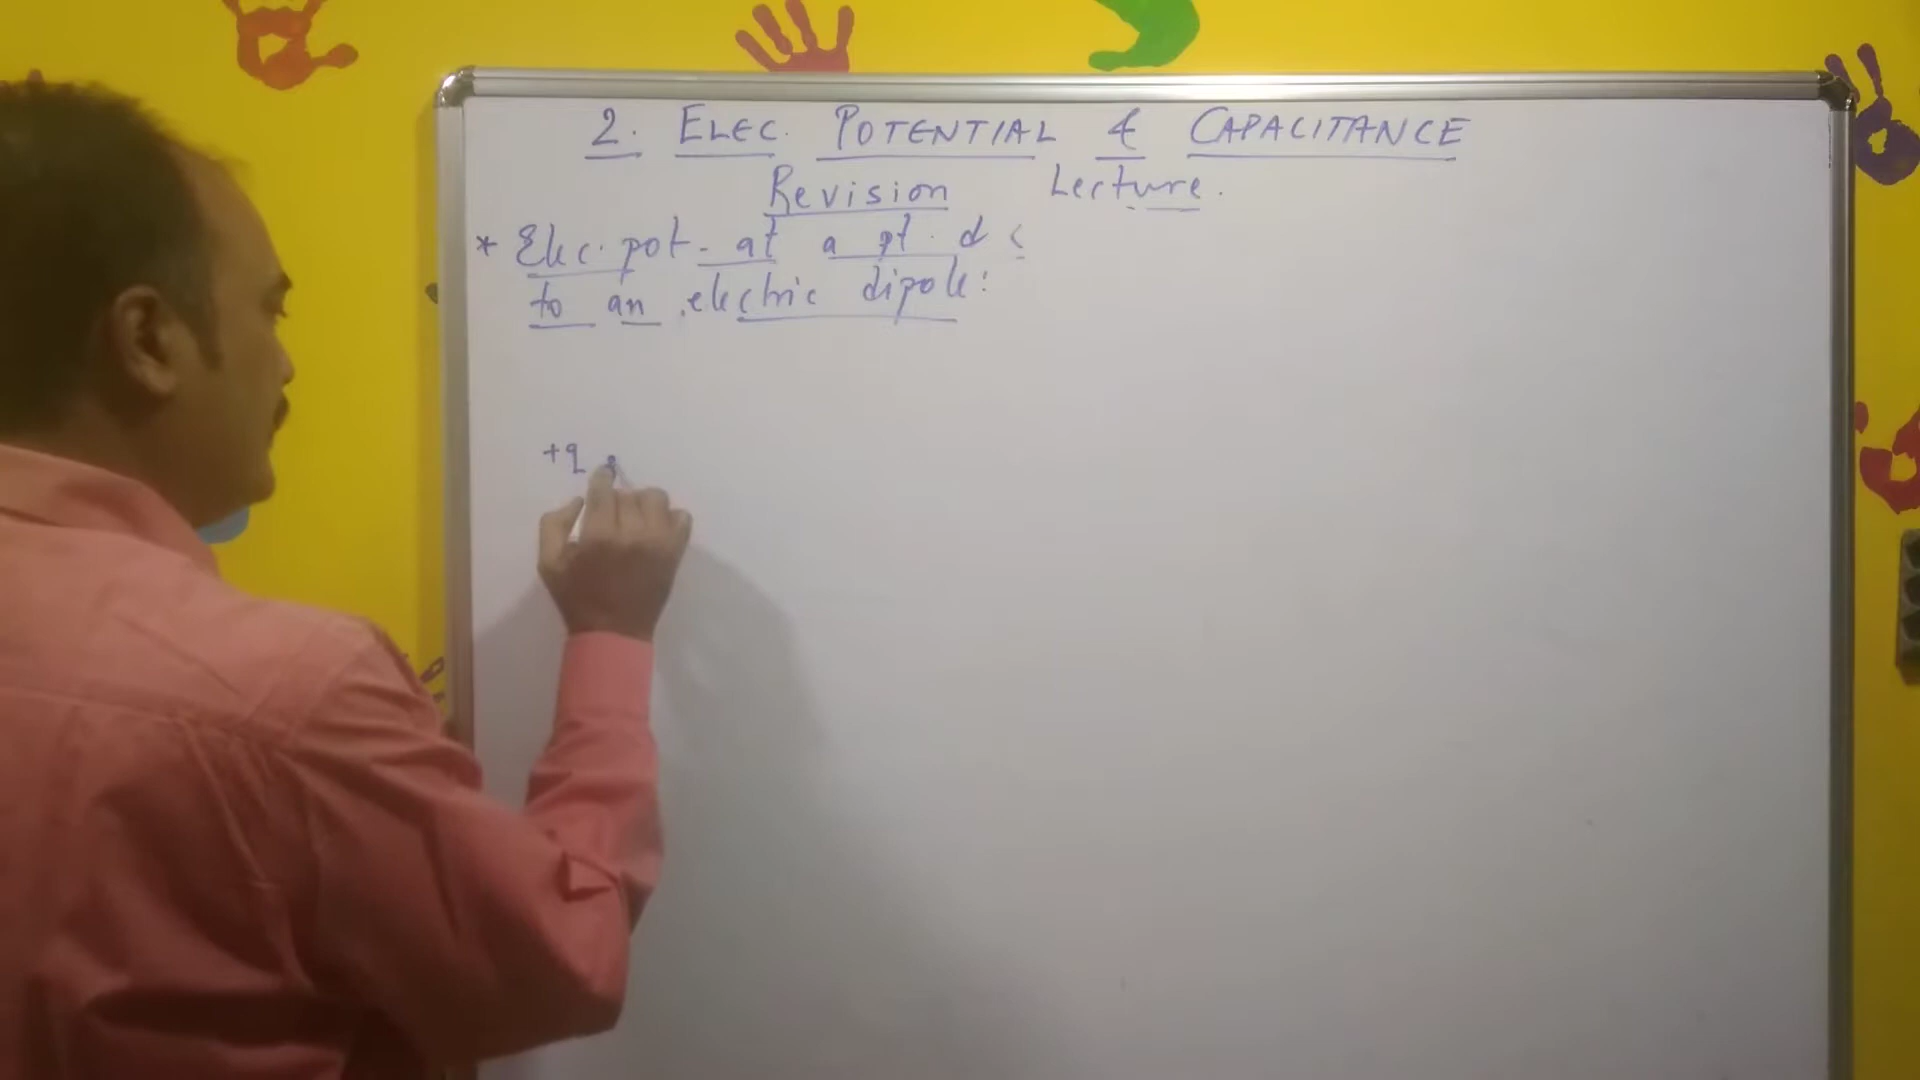 2. ELEC. POTENTIAL & CAPACITANCE
Revision Lecture.
* Elec. pot. at a pt. d
to an electric dipole:
+q